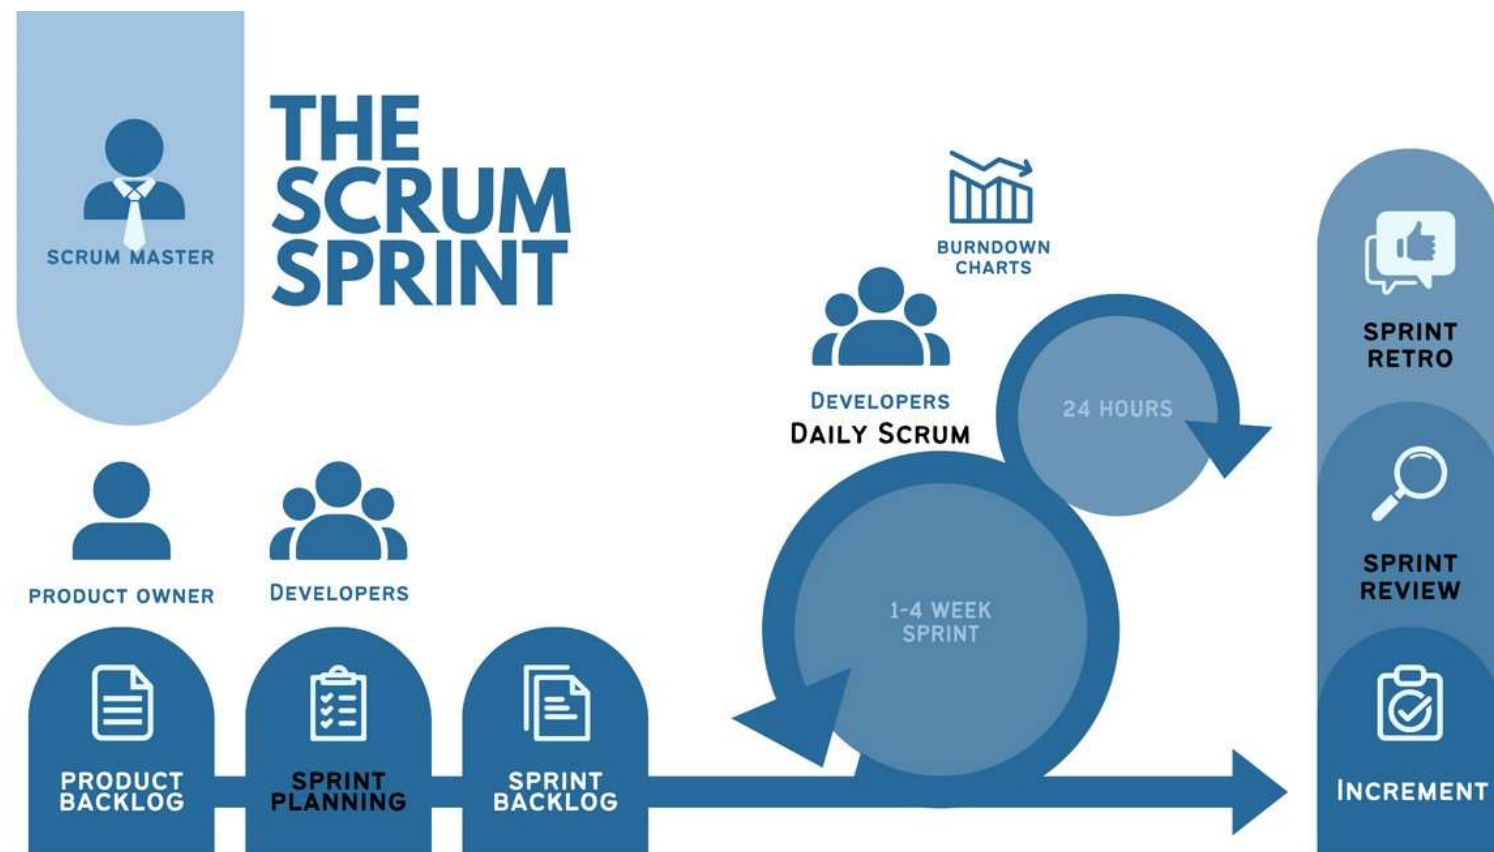 THE
SCRUM
SPRINT
SCRUM MASTER
PRODUCT OWNER
DEVELOPERS
PRODUCT
BACKLOG
SPRINT
PLANNING
SPRINT
BACKLOG
BURNDOWN
CHARTS
DEVELOPERS
DAILY SCRUM
24 HOURS
1-4 WEEK
SPRINT
SPRINT
RETRO
SPRINT
REVIEW
INCREMENT